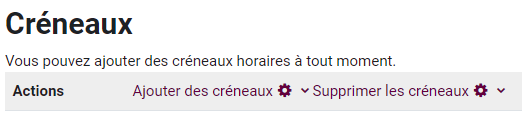 Créneaux
Vous pouvez ajouter des créneaux horaires à tout moment.
Actions Ajouter des créneaux Supprimer les créneaux